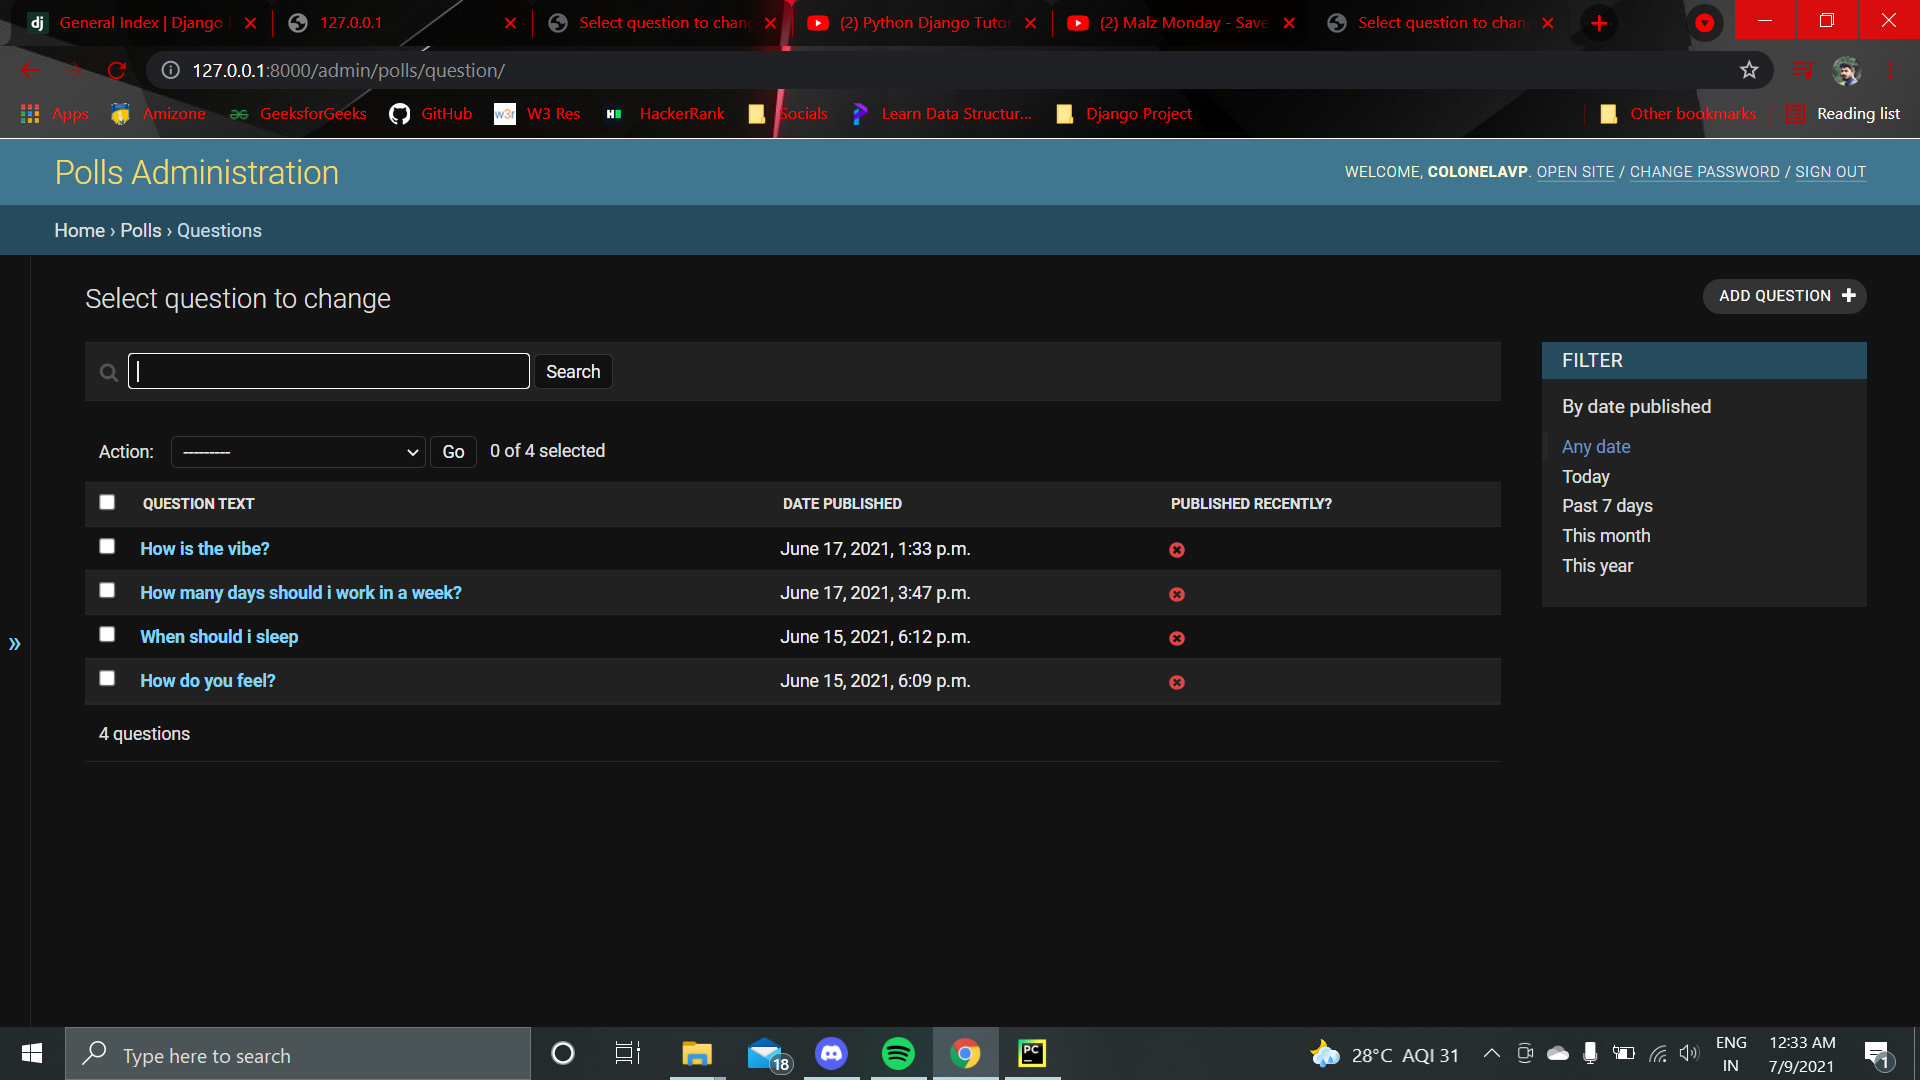 General Index | Django
127.0.0.1
Select question to chang
(2) Python Django Tutor
(2) Malz Monday - Save
Select question to chan
127.0.0.1:8000/admin/polls/question/
Apps
Amizone
GeeksforGeeks
GitHub
w3r W3 Res
HackerRank
Socials
Learn Data Structur...
Django Project
Other bookmarks
Reading list
Polls Administration
WELCOME, COLONELAVP. OPEN SITE / CHANGE PASSWORD / SIGN OUT
Home › Polls › Questions
Select question to change
ADD QUESTION
Search
FILTER
By date published
Any date
Today
Past 7 days
This month
This year
Action: --------- Go 0 of 4 selected
QUESTION TEXT DATE PUBLISHED PUBLISHED RECENTLY?
How is the vibe? June 17, 2021, 1:33 p.m.
How many days should i work in a week? June 17, 2021, 3:47 p.m.
When should i sleep June 15, 2021, 6:12 p.m.
How do you feel? June 15, 2021, 6:09 p.m.
4 questions
»
Type here to search
18
PC
28°C AQI 31
ENG
IN
12:33 AM
7/9/2021
1